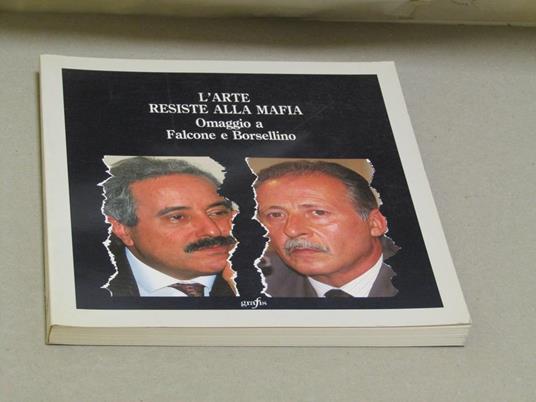 L'ARTE
RESISTE ALLA MAFIA
Omaggio a
Falcone e Borsellino
grafis